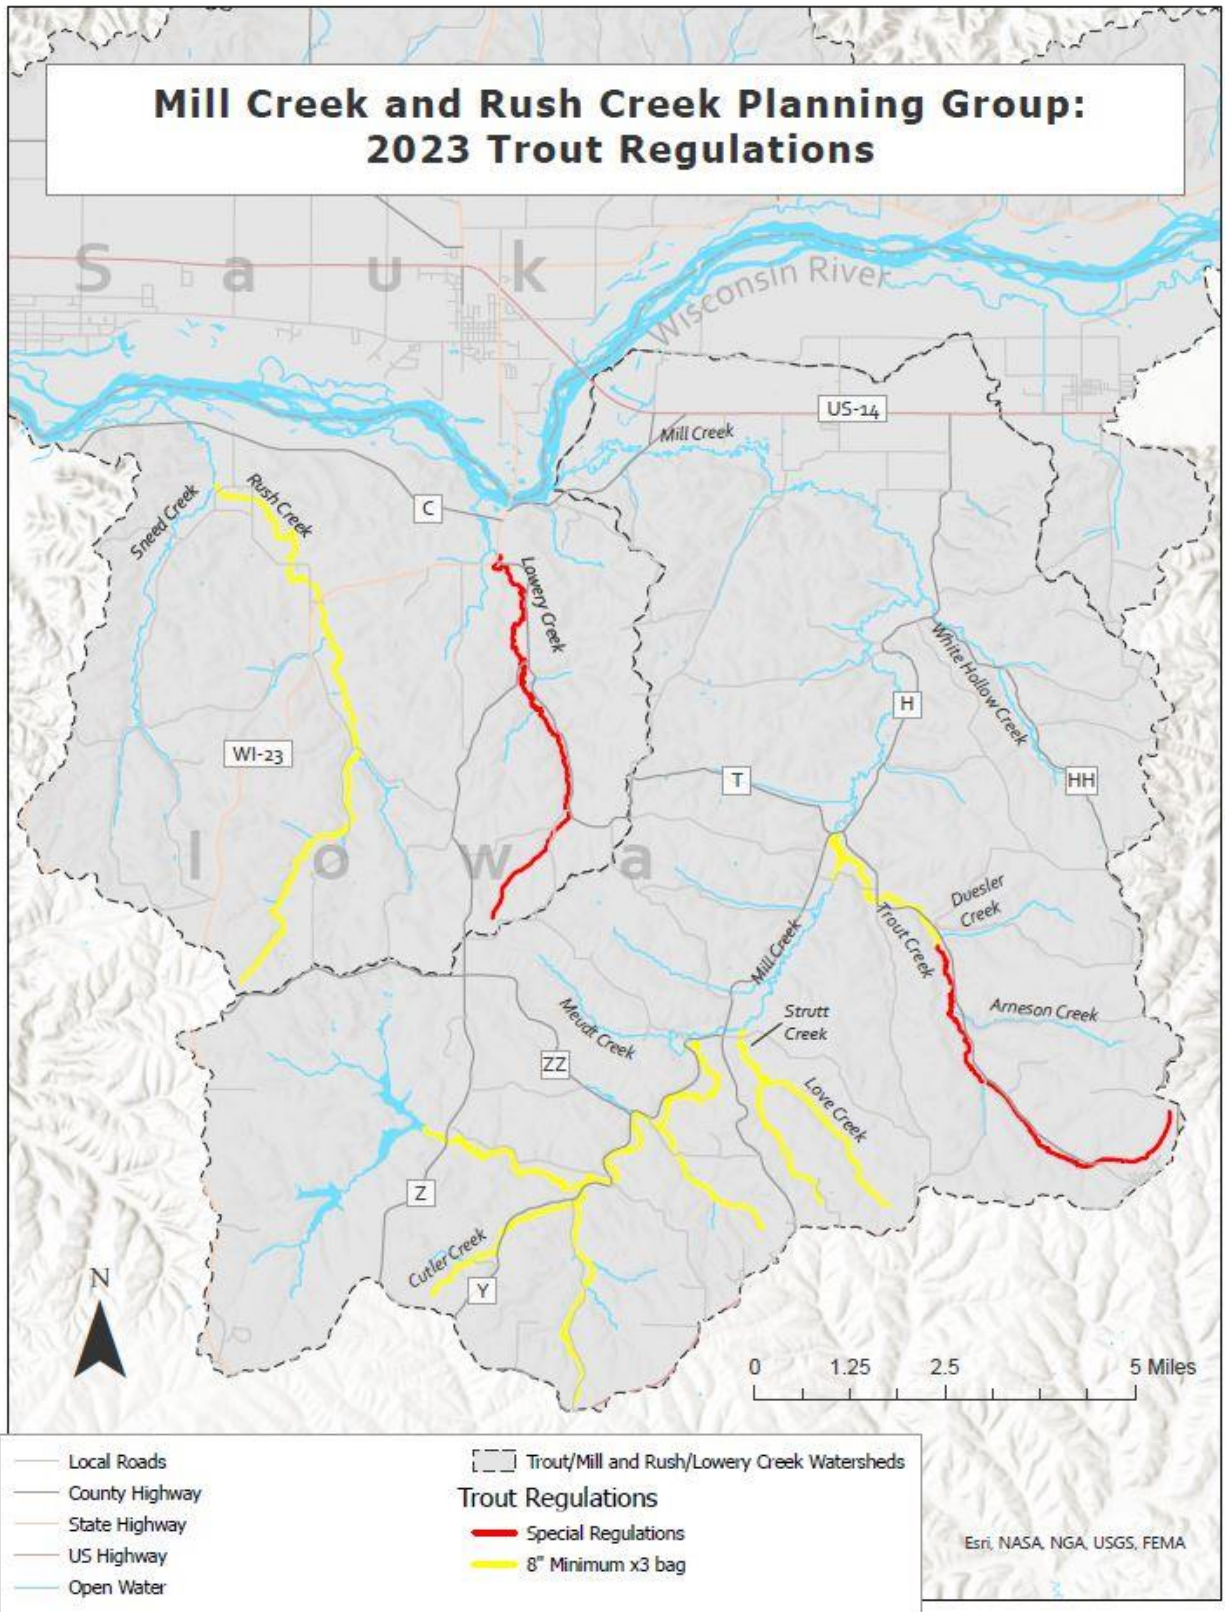 Mill Creek and Rush Creek Planning Group:
2023 Trout Regulations
Sauk
Wisconsin River
US-14
Mill Creek
Rush Creek
Sneed Creek
C
Lowery Creek
White Hollow Creek
H
WI-23
T
HH
Iowa
Duesler
Creek
Trout Creek
Mill Creek
Arneson Creek
Strutt
Creek
Meudt Creek
ZZ
Love Creek
Z
Cutler Creek
Y
N
0 1.25 2.5 5 Miles
Local Roads
County Highway
State Highway
US Highway
Open Water
Trout/Mill and Rush/Lowery Creek Watersheds
Trout Regulations
Special Regulations
8" Minimum x3 bag
Esri, NASA, NGA, USGS, FEMA